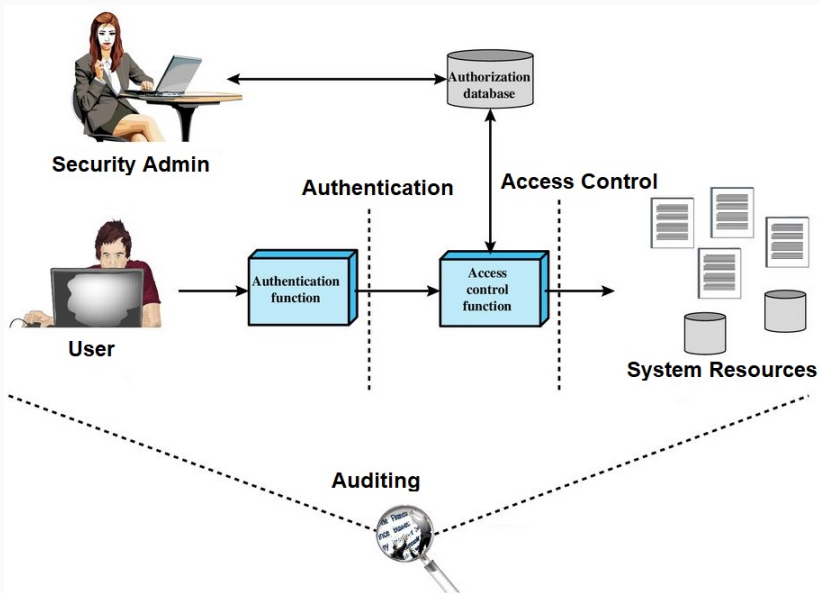 Authorization
database
Security Admin
Authentication
Access Control
Authentication
function
Access
control
function
User
System Resources
Auditing